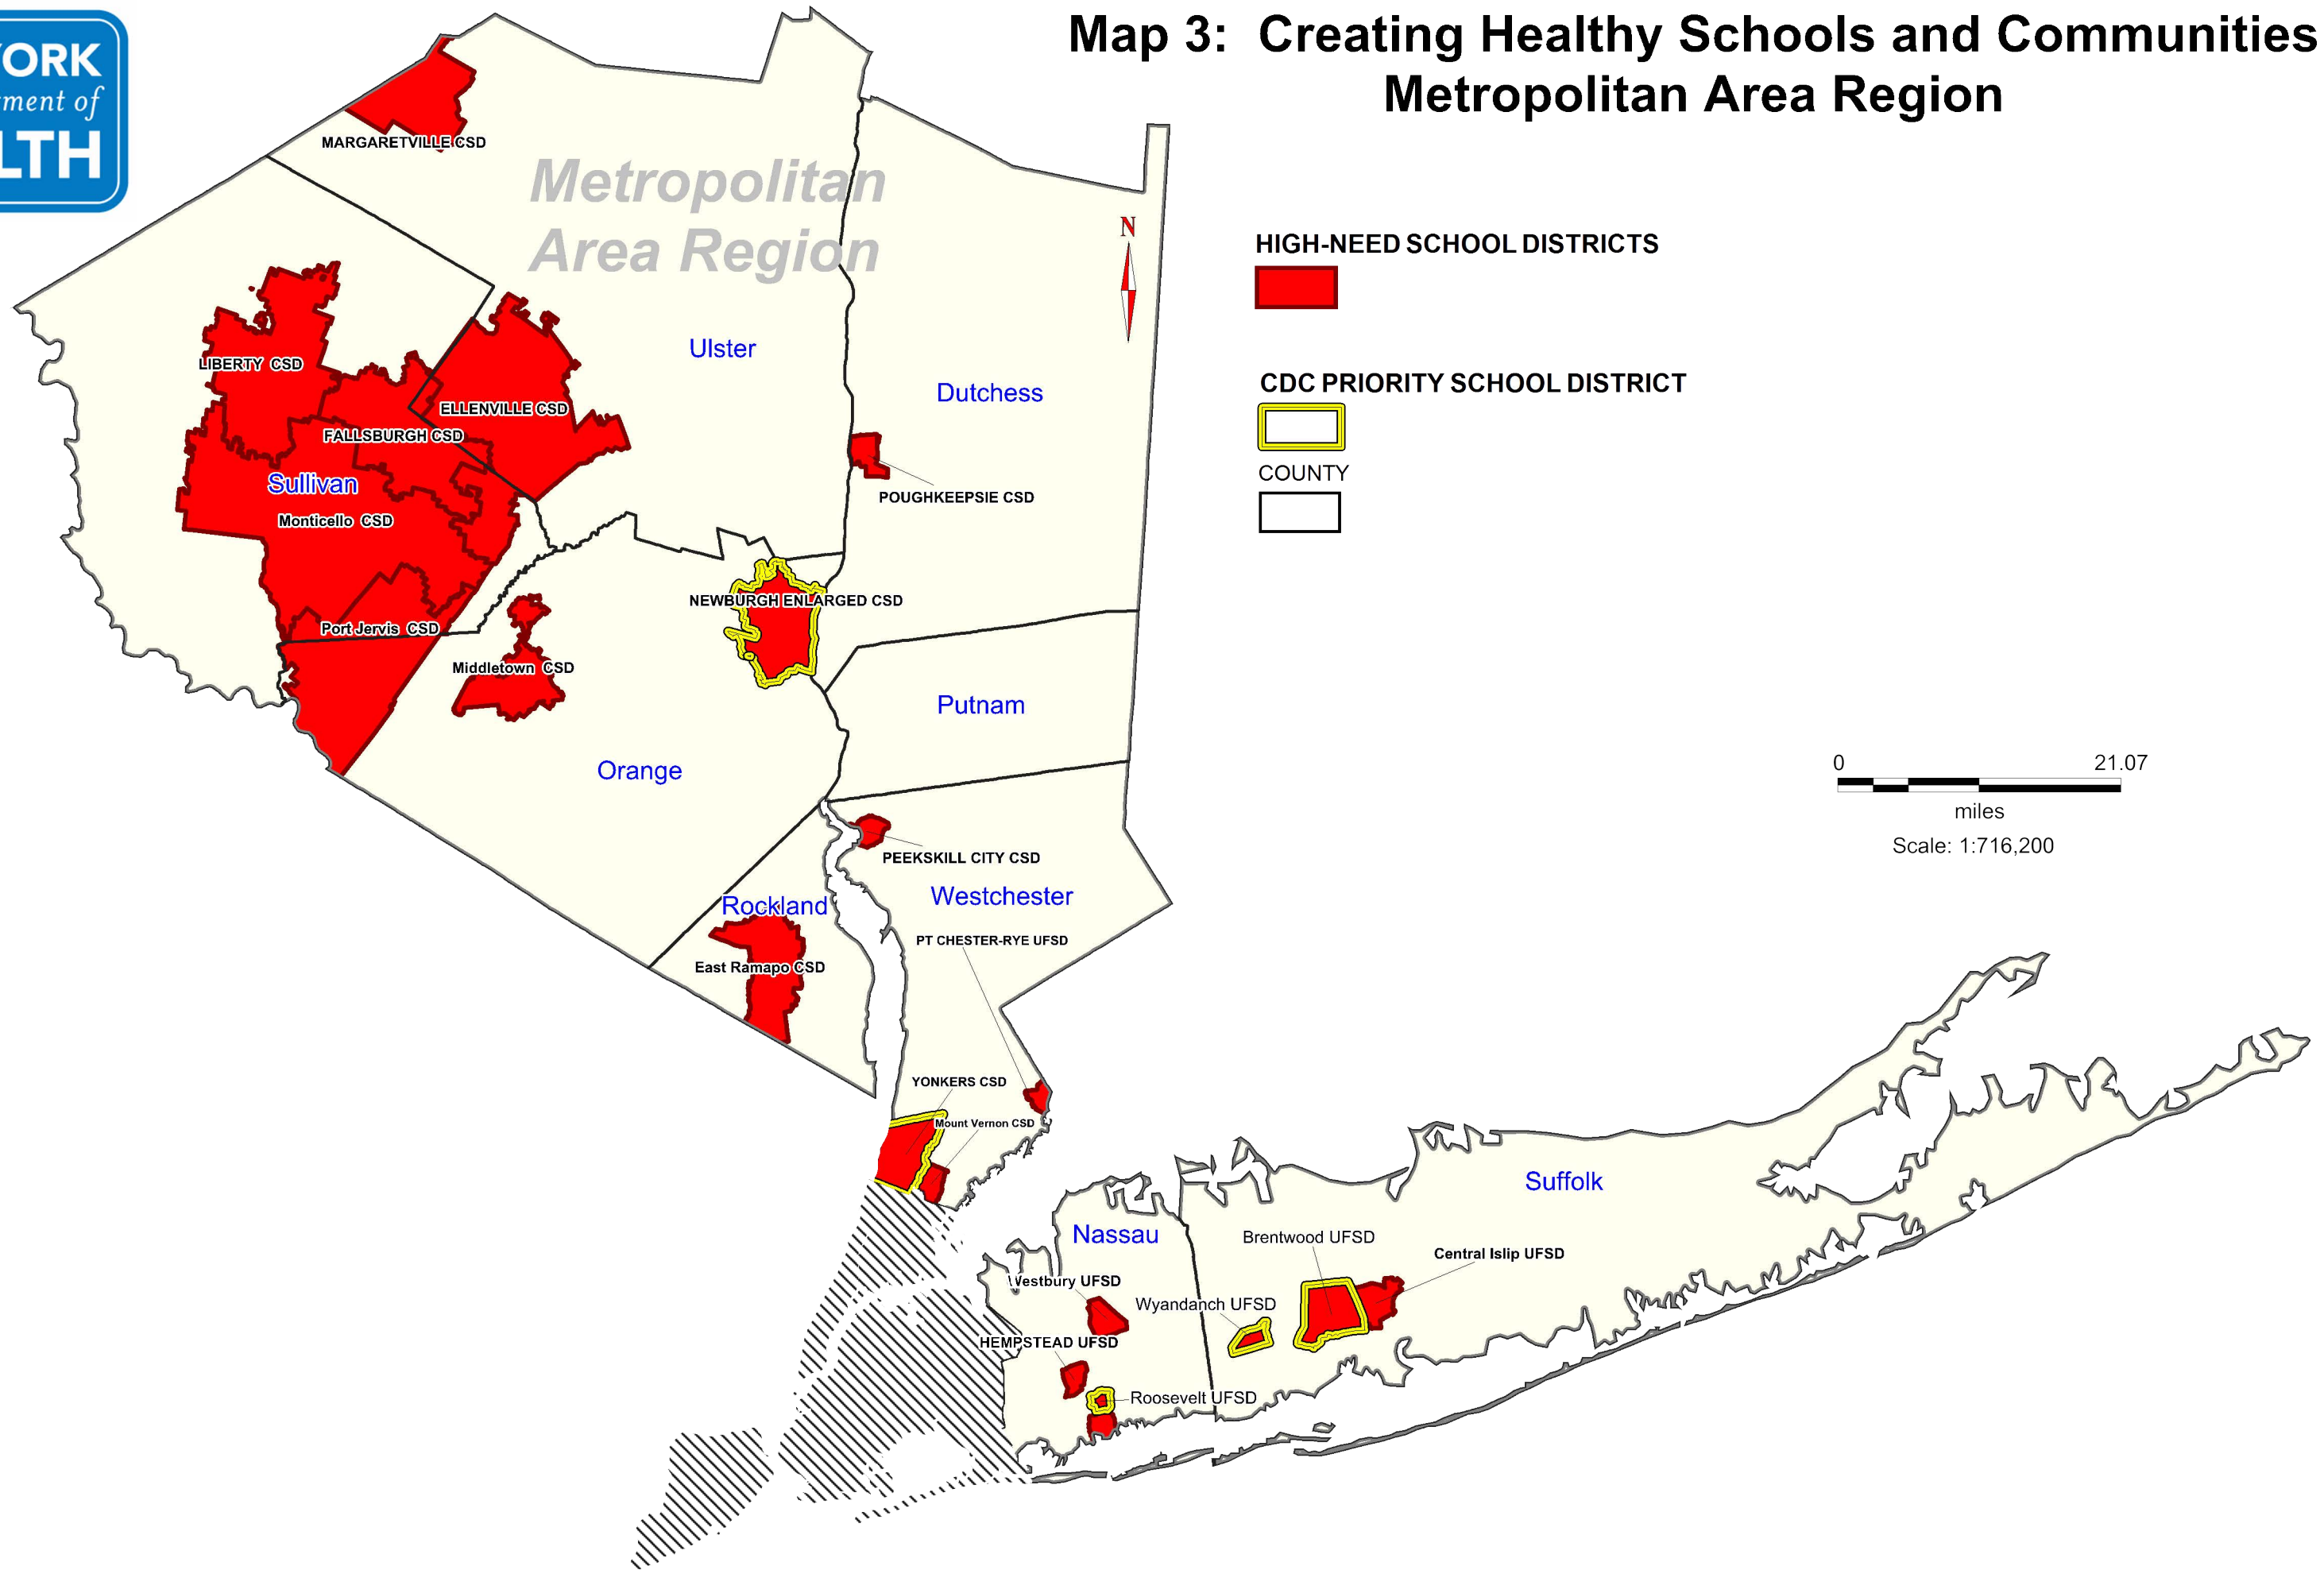 ORK
ment of
LTH
Map 3: Creating Healthy Schools and Communities
Metropolitan Area Region
MARGARETVILLE CSD
Metropolitan
Area Region
N
HIGH-NEED SCHOOL DISTRICTS
Ulster
LIBERTY CSD
CDC PRIORITY SCHOOL DISTRICT
Dutchess
ELLENVILLE CSD
FALLSBURGH CSD
COUNTY
Sullivan
POUGHKEEPSIE CSD
Monticello CSD
NEWBURGH ENLARGED CSD
Port Jervis CSD
Middletown CSD
Putnam
Orange
0 21.07
miles
Scale: 1:716,200
PEEKSKILL CITY CSD
Westchester
Rockland
PT CHESTER-RYE UFSD
East Ramapo CSD
YONKERS CSD
Mount Vernon CSD
Suffolk
Nassau
Brentwood UFSD
Central Islip UFSD
Westbury UFSD
Wyandanch UFSD
HEMPSTEAD UFSD
Roosevelt UFSD